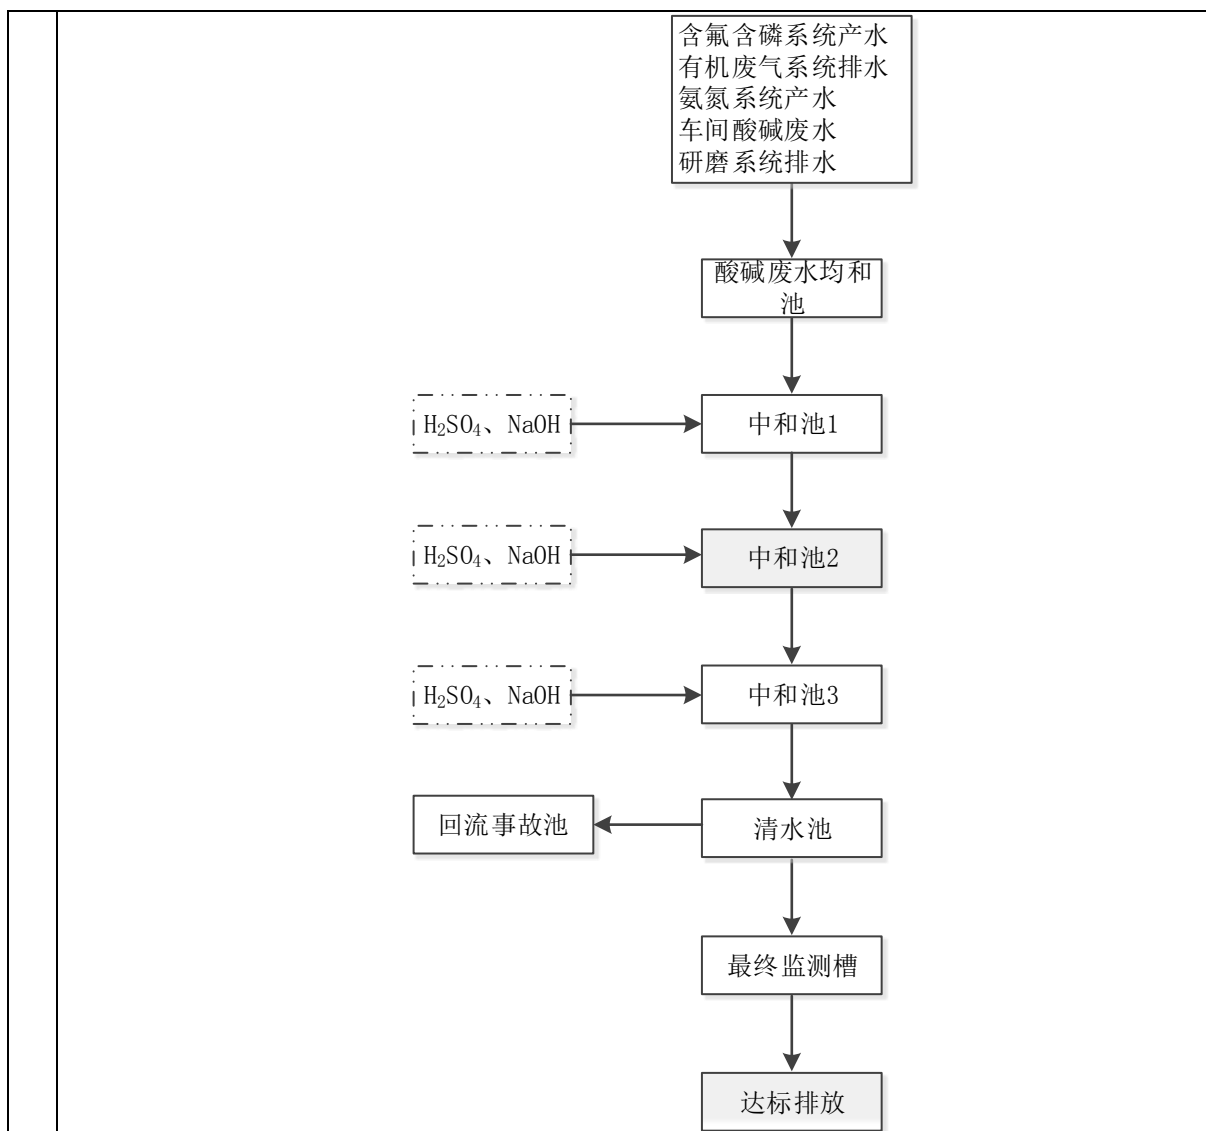 含氟含磷系统产水
有机废气系统排水
氨氮系统产水
车间酸碱废水
研磨系统排水
酸碱废水均和
池
H₂SO₄、NaOH
中和池1
H₂SO₄、NaOH
中和池2
H₂SO₄、NaOH
中和池3
回流事故池
清水池
最终监测槽
达标排放